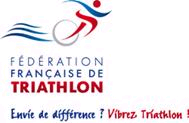 FÉDÉRATION
FRANÇAISE DE
TRIATHLON
Envie de différence ? Vibrez Triathlon !